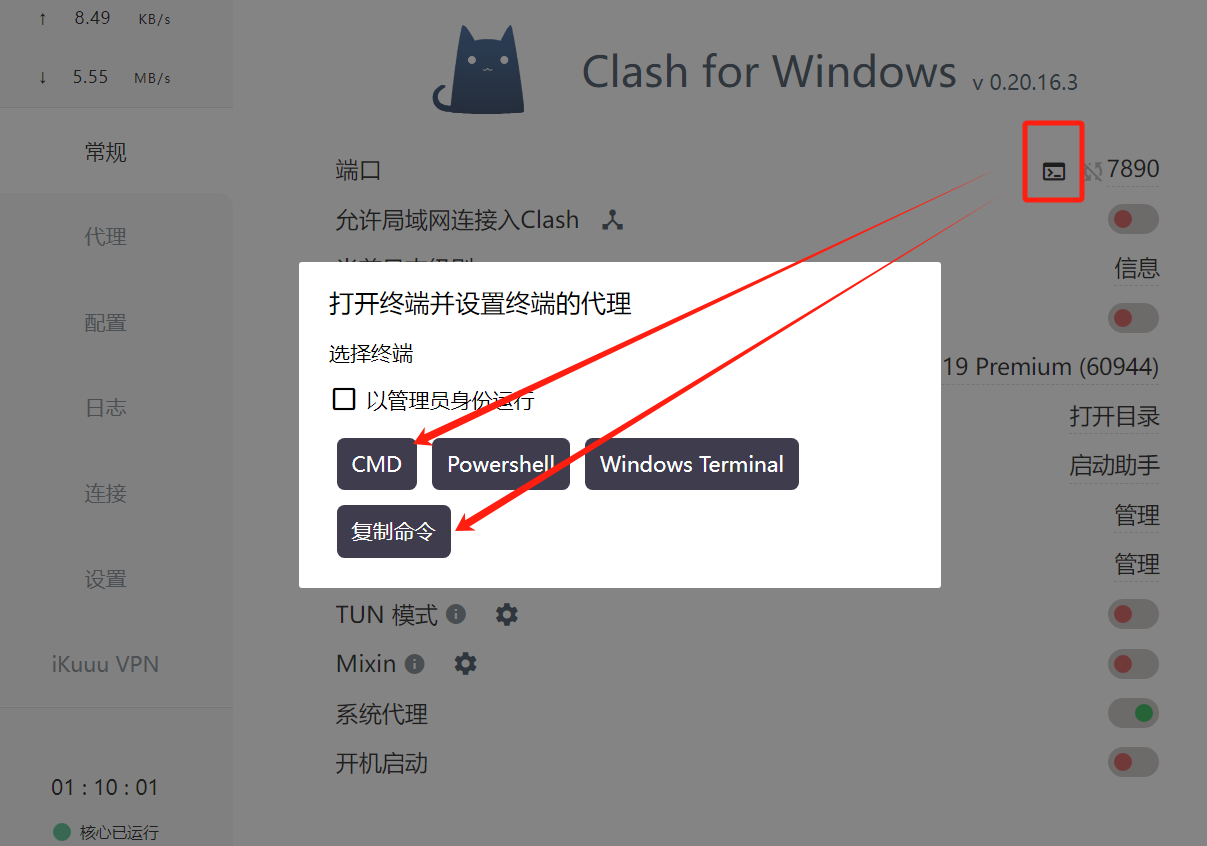 ↑ 8.49 KB/s
↓ 5.55 MB/s
常规
代理
配置
日志
连接
设置
iKuuu VPN
01 : 10 : 01
核心已运行
Clash for Windows v 0.20.16.3
端口 7890
允许局域网连接入Clash
信息
打开终端并设置终端的代理
选择终端
以管理员身份运行
CMD Powershell Windows Terminal
复制命令
19 Premium (60944)
打开目录
启动助手
管理
管理
TUN 模式
Mixin
系统代理
开机启动